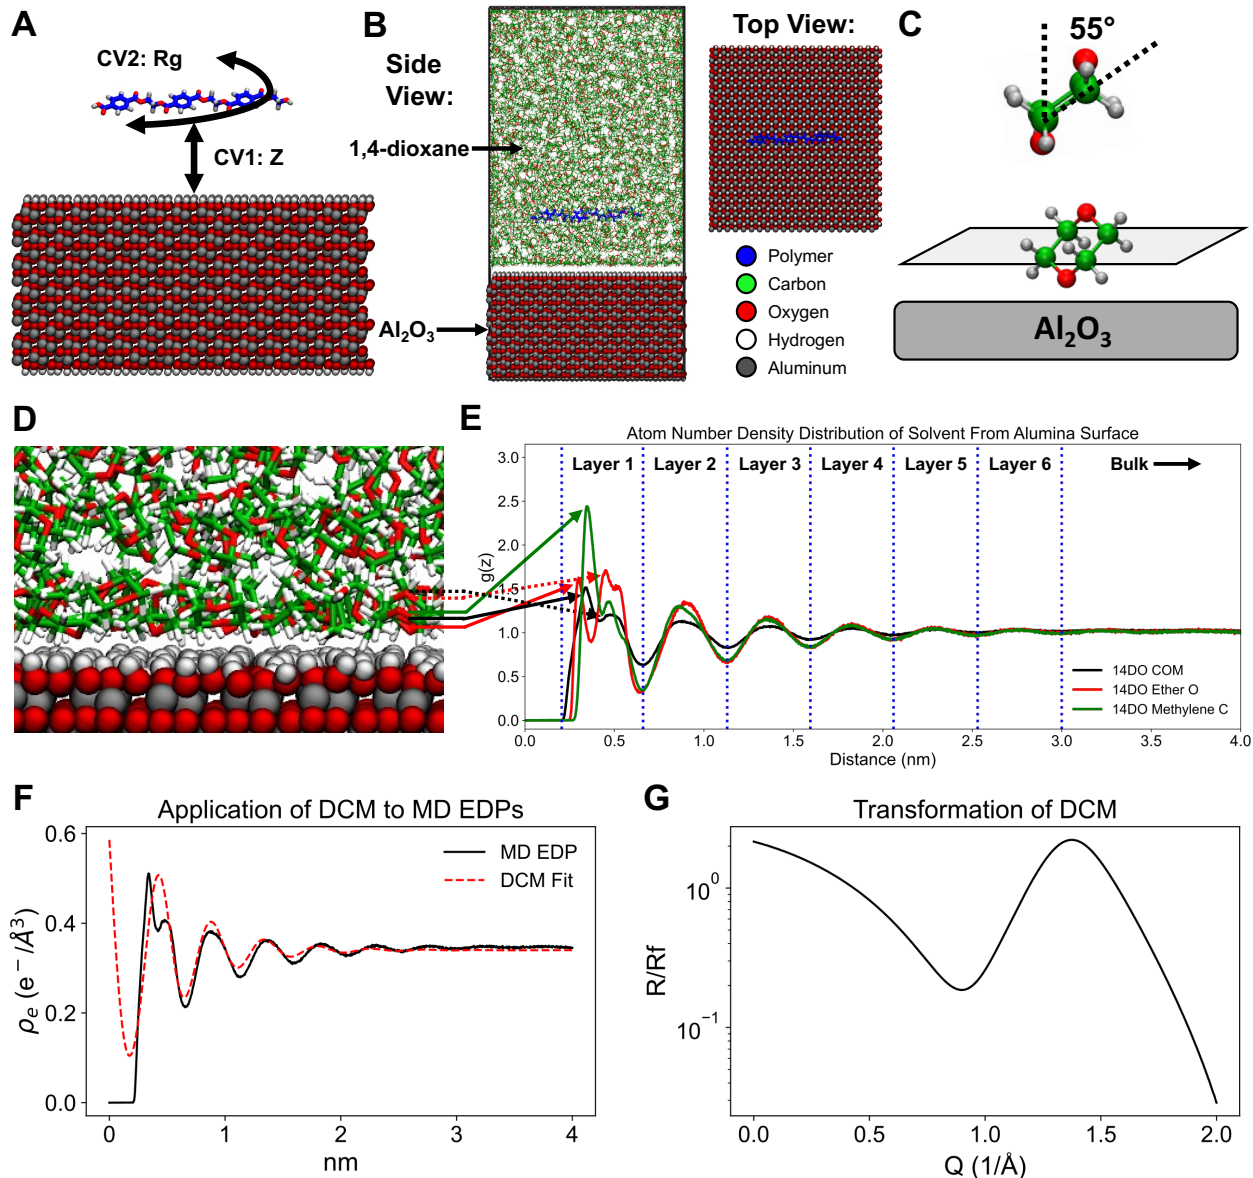 A
CV2: Rg
CV1: Z
B
Side
View:
1,4-dioxane
Al₂O₃
Top View:
Polymer
Carbon
Oxygen
Hydrogen
Aluminum
C
55°
Al₂O₃
D
E
Atom Number Density Distribution of Solvent From Alumina Surface
3.0
2.5
2.0
1.5
1.0
0.5
0.0
g(z)
Layer 1
Layer 2
Layer 3
Layer 4
Layer 5
Layer 6
Bulk
14DO COM
14DO Ether O
14DO Methylene C
0.0 0.5 1.0 1.5 2.0 2.5 3.0 3.5 4.0
Distance (nm)
F
Application of DCM to MD EDPs
0.6
0.4
0.2
0.0
ρₑ (e⁻/Å³)
MD EDP
DCM Fit
0 1 2 3 4
nm
G
Transformation of DCM
10⁰
10⁻¹
R/Rf
0.0 0.5 1.0 1.5 2.0
Q (1/Å)